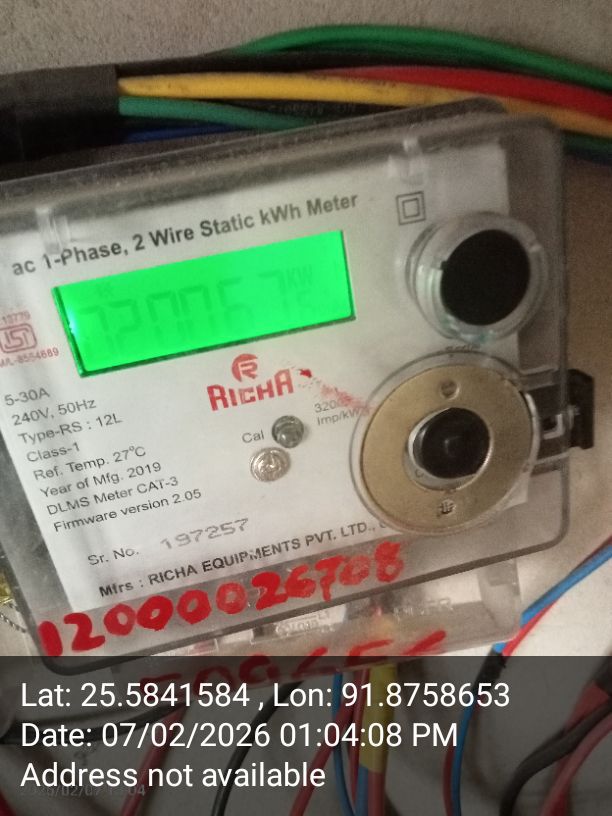 ac 1-Phase, 2 Wire Static kWh Meter
13779
5-30A
240V, 50Hz
Type-RS : 12L
Class-1
Ref. Temp. 27°C
Year of Mfg. 2019
DLMS Meter CAT-3
Firmware version 2.05
R
RICHA
Cal
Imp/kW
Sr. No. 197257
Mfrs : RICHA EQUIPMENTS PVT. LTD.,
12000026708
Lat: 25.5841584 , Lon: 91.8758653
Date: 07/02/2026 01:04:08 PM
Address not available